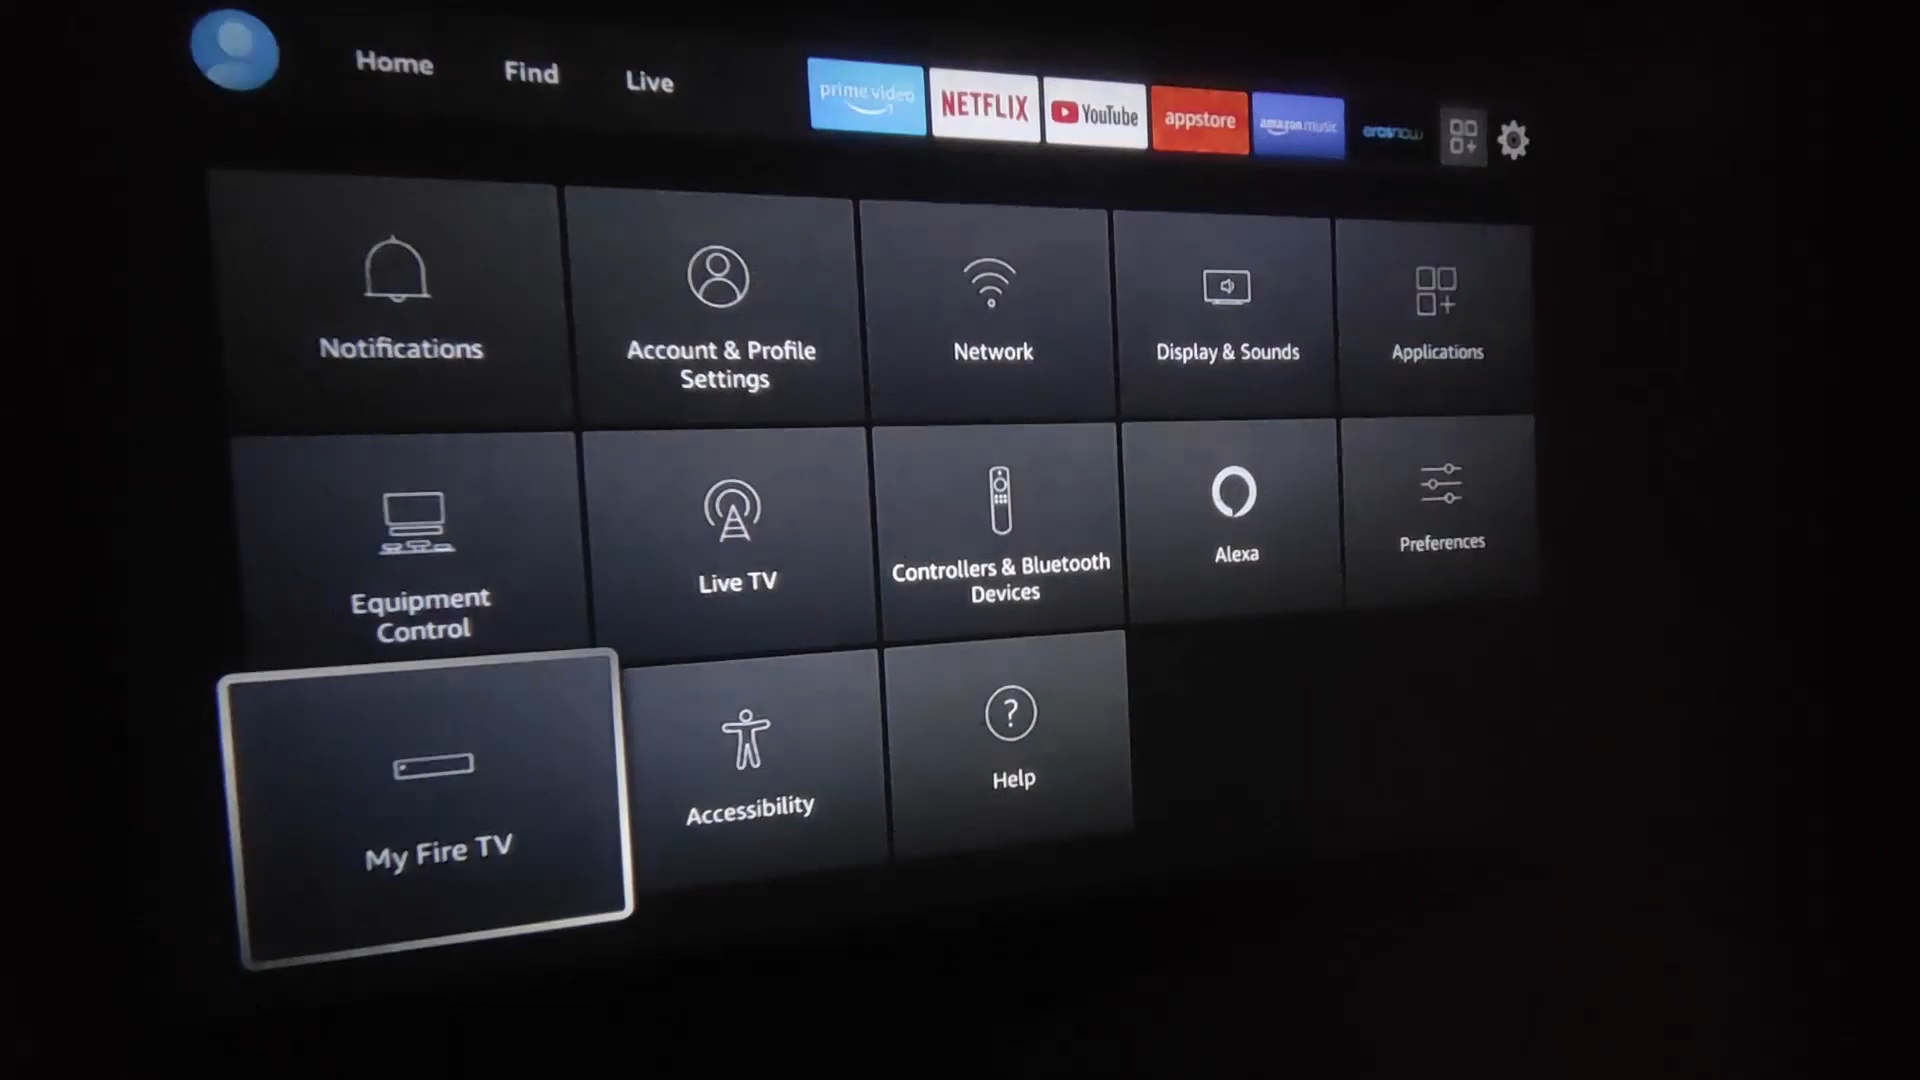 Home
Find
Live
prime video
NETFLIX
YouTube
appstore
amazon music
erosnow
Notifications
Account & Profile
Settings
Network
Display & Sounds
Applications
Equipment
Control
Live TV
Controllers & Bluetooth
Devices
Alexa
Preferences
My Fire TV
Accessibility
?
Help